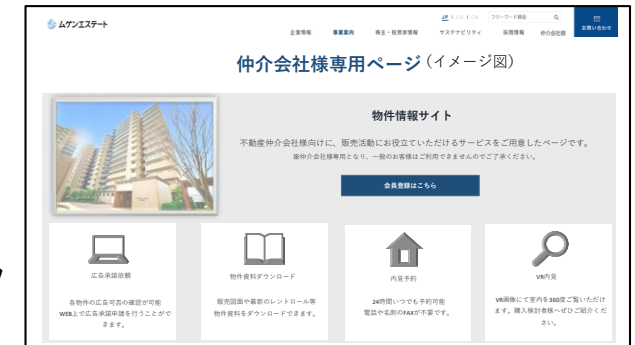 ムゲンエステート
JP | EN | CN
フリーワード検索
お問い合わせ
企業情報 事業案内 株主・投資家情報 サステナビリティ 採用情報 仲介会社様
仲介会社様専用ページ(イメージ図)
物件情報サイト
不動産仲介会社様向けに、販売活動にお役立ていただけるサービスをご用意したページです。
※仲介会社様専用となり、一般のお客様はご利用できませんのでご了承ください。
会員登録はこちら
広告承諾依頼
各物件の広告可否の確認が可能
WEB上で広告承諾申請を行うことがで
きます。
物件資料ダウンロード
販売図面や最新のレントロール等
物件資料をダウンロードできます。
内見予約
24時間いつでも予約可能
電話や名刺のFAXが不要です。
VR内見
VR画像にて室内を360度ご覧いただけ
ます。購入検討者様へぜひご紹介くだ
さい。